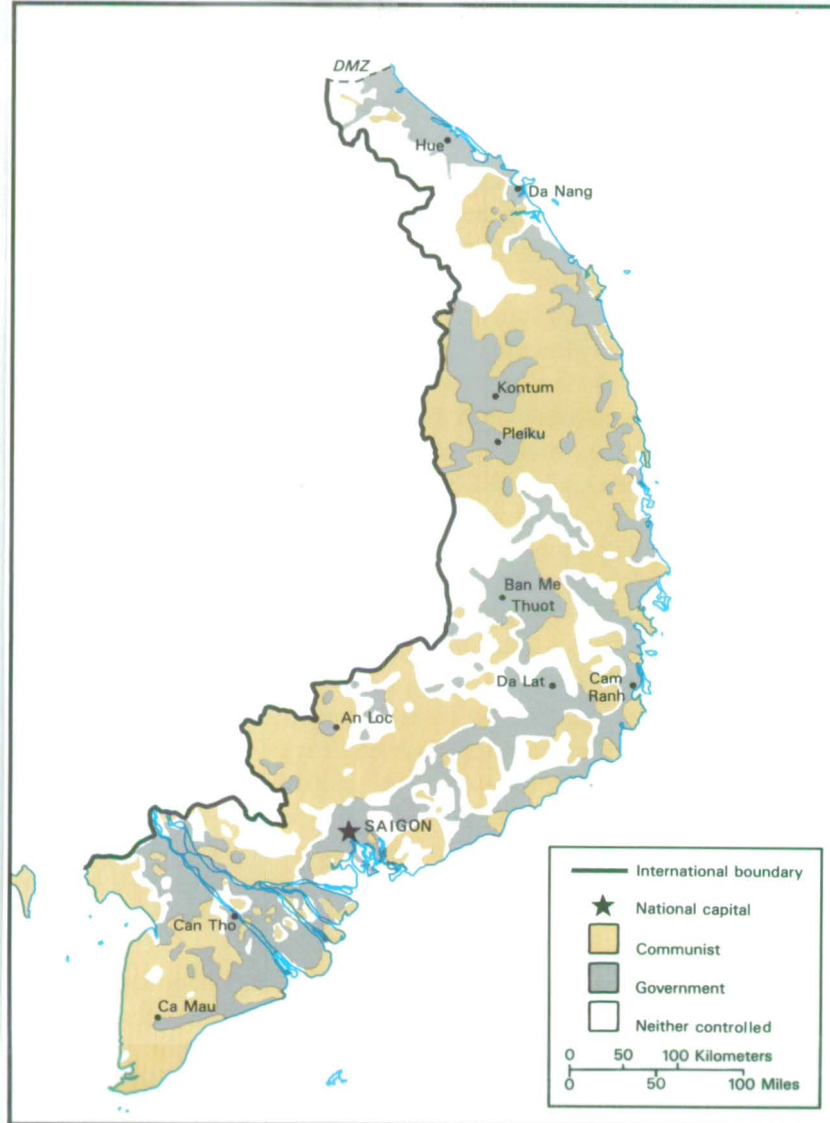 DMZ
Hue
Da Nang
Kontum
Pleiku
Ban Me
Thuot
Da Lat
Cam
Ranh
An Loc
SAIGON
Can Tho
Ca Mau
International boundary
National capital
Communist
Government
Neither controlled
0 50 100 Kilometers
0 50 100 Miles